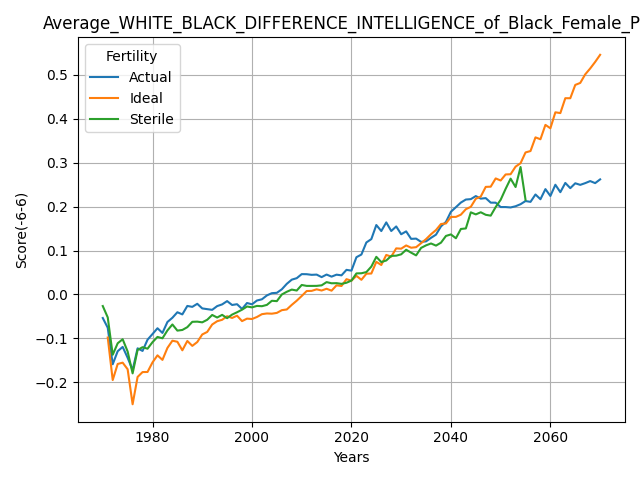 Average_WHITE_BLACK_DIFFERENCE_INTELLIGENCE_of_Black_Female_P
Fertility
Actual
Ideal
Sterile
Score(-6-6)
0.5
0.4
0.3
0.2
0.1
0.0
−0.1
−0.2
1980 2000 2020 2040 2060
Years